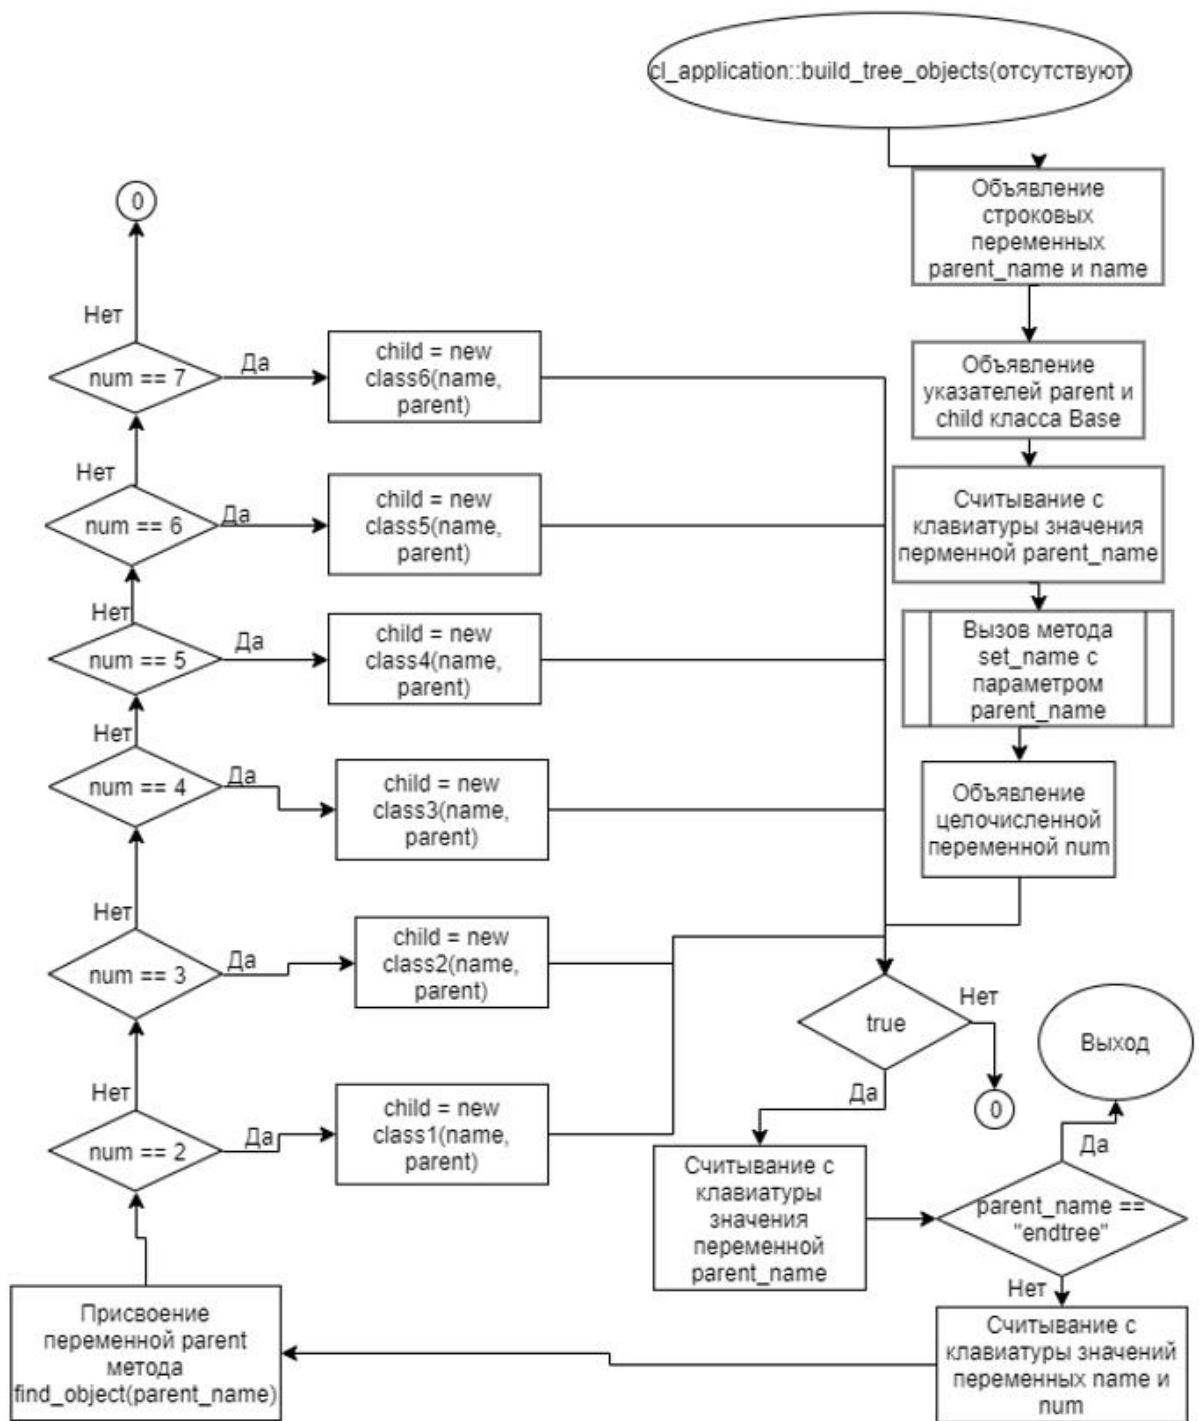 cl_application::build_tree_objects(отсутствуют)
Объявление
строковых
переменных
parent_name и name
Объявление
указателей parent и
child класса Base
Считывание с
клавиатуры значения
перменной parent_name
Вызов метода
set_name с
параметром
parent_name
Объявление
целочисленной
переменной num
true
Нет
0
Да
Считывание с
клавиатуры
значения
переменной
parent_name
parent_name ==
"endtree"
Да
Выход
Нет
Считывание с
клавиатуры значений
переменных name и
num
Присвоение
переменной parent
метода
find_object(parent_name)
num == 2
Да
child = new
class1(name,
parent)
Нет
num == 3
Да
child = new
class2(name,
parent)
Нет
num == 4
Да
child = new
class3(name,
parent)
Нет
num == 5
Да
child = new
class4(name,
parent)
Нет
num == 6
Да
child = new
class5(name,
parent)
Нет
num == 7
Да
child = new
class6(name,
parent)
Нет
0